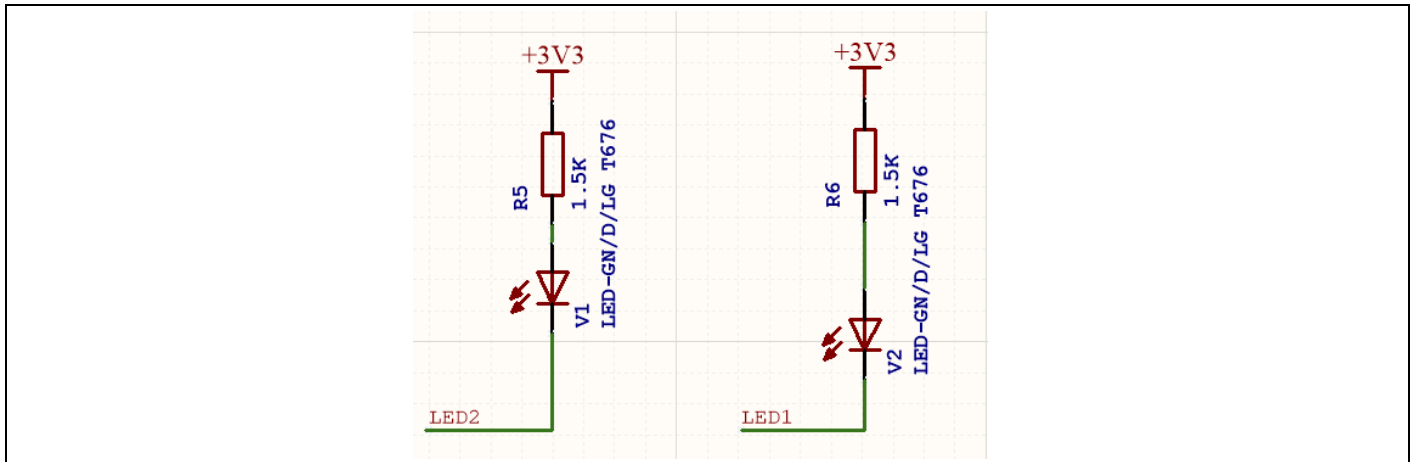 +3V3
R5
1.5K
LED-GN/D/LG T676
V1
LED2
+3V3
R6
1.5K
LED-GN/D/LG T676
V2
LED1